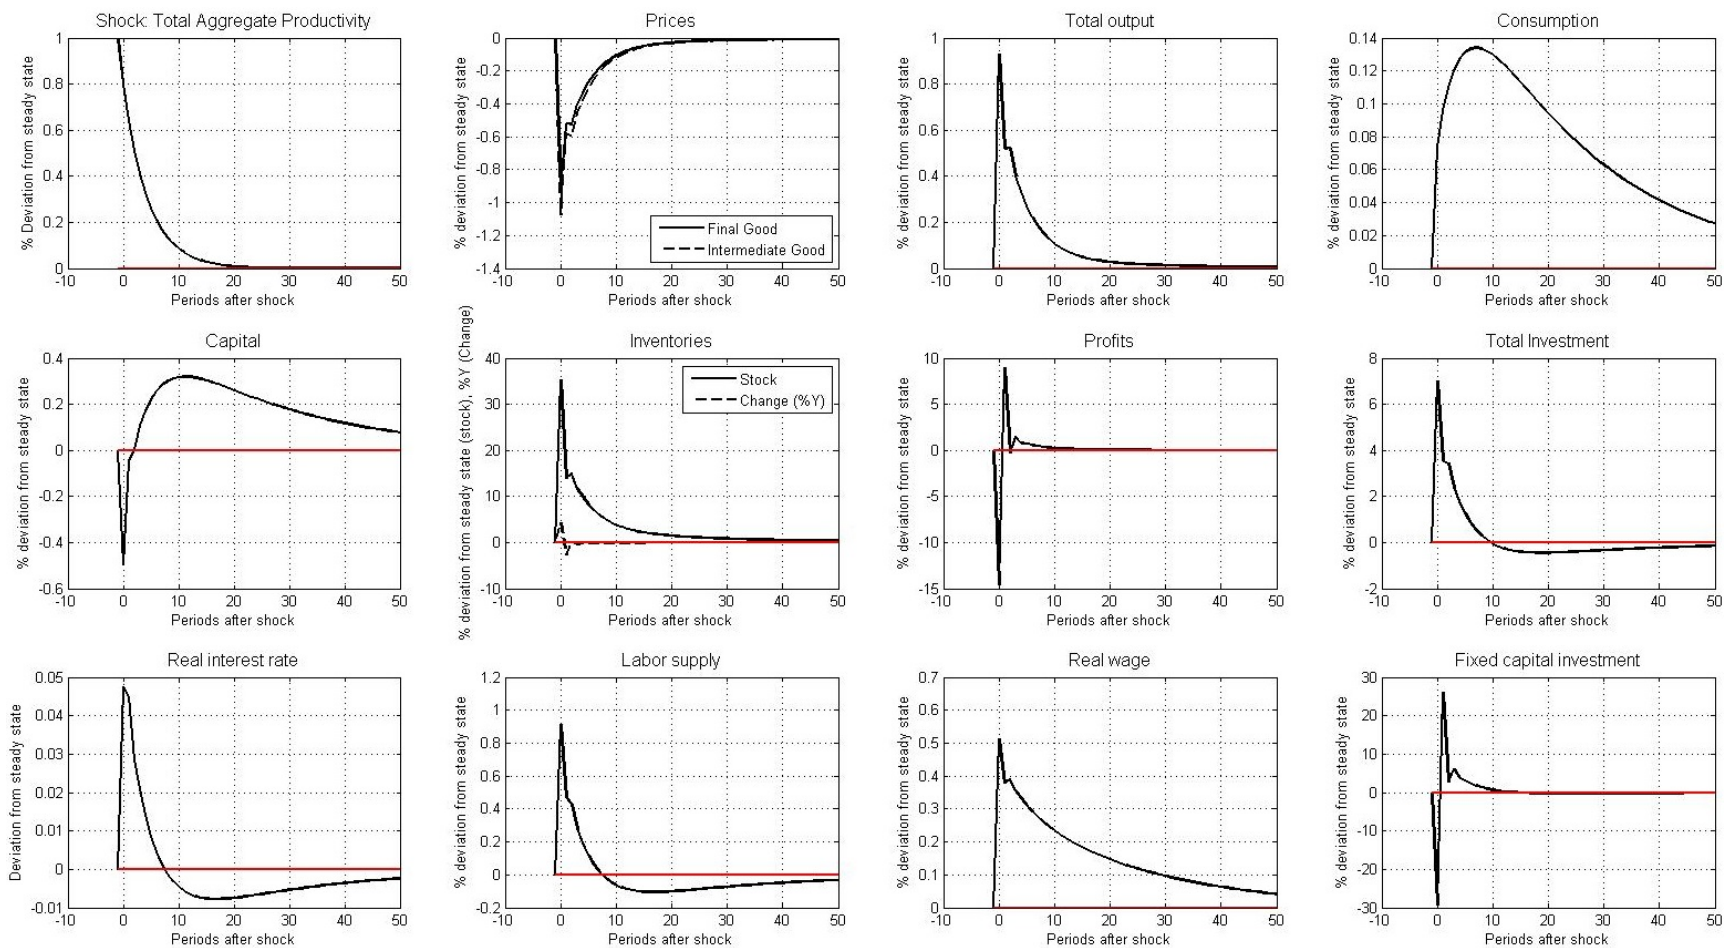 Shock: Total Aggregate Productivity
% Deviation from steady state
1
0.8
0.6
0.4
0.2
0
-10 0 10 20 30 40 50
Periods after shock
Prices
% deviation from steady state
0
-0.2
-0.4
-0.6
-0.8
-1
-1.2
-1.4
Final Good
Intermediate Good
-10 0 10 20 30 40 50
Periods after shock
Total output
% deviation from steady state
1
0.8
0.6
0.4
0.2
0
-10 0 10 20 30 40 50
Periods after shock
Consumption
% deviation from steady state
0.14
0.12
0.1
0.08
0.06
0.04
0.02
0
-10 0 10 20 30 40 50
Periods after shock
Capital
% deviation from steady state
0.4
0.2
0
-0.2
-0.4
-0.6
-10 0 10 20 30 40 50
Periods after shock
Inventories
% deviation from steady state (stock), %Y (Change)
40
30
20
10
0
-10
Stock
Change (%Y)
-10 0 10 20 30 40 50
Periods after shock
Profits
% deviation from steady state
10
5
0
-5
-10
-15
-10 0 10 20 30 40 50
Periods after shock
Total Investment
% deviation from steady state
8
6
4
2
0
-2
-10 0 10 20 30 40 50
Periods after shock
Real interest rate
Deviation from steady state
0.05
0.04
0.03
0.02
0.01
0
-0.01
-10 0 10 20 30 40 50
Periods after shock
Labor supply
% deviation from steady state
1.2
1
0.8
0.6
0.4
0.2
0
-0.2
-10 0 10 20 30 40 50
Periods after shock
Real wage
% deviation from steady state
0.7
0.6
0.5
0.4
0.3
0.2
0.1
0
-10 0 10 20 30 40 50
Periods after shock
Fixed capital investment
% deviation from steady state
30
20
10
0
-10
-20
-30
-10 0 10 20 30 40 50
Periods after shock